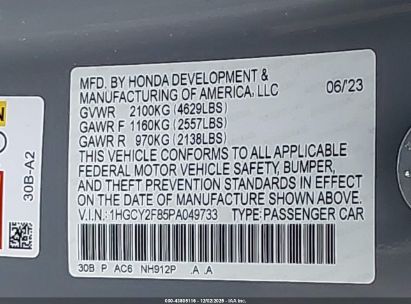 MFD. BY HONDA DEVELOPMENT &
MANUFACTURING OF AMERICA, LLC
06/'23
GVWR 2100KG (4629LBS)
GAWR F 1160KG (2557LBS)
GAWR R 970KG (2138LBS)
THIS VEHICLE CONFORMS TO ALL APPLICABLE
FEDERAL MOTOR VEHICLE SAFETY, BUMPER,
AND THEFT PREVENTION STANDARDS IN EFFECT
ON THE DATE OF MANUFACTURE SHOWN ABOVE.
V.I.N.: 1HGCY2F85PA049733 TYPE: PASSENGER CAR
30B P AC6 NH912P .A .A
30B-A2